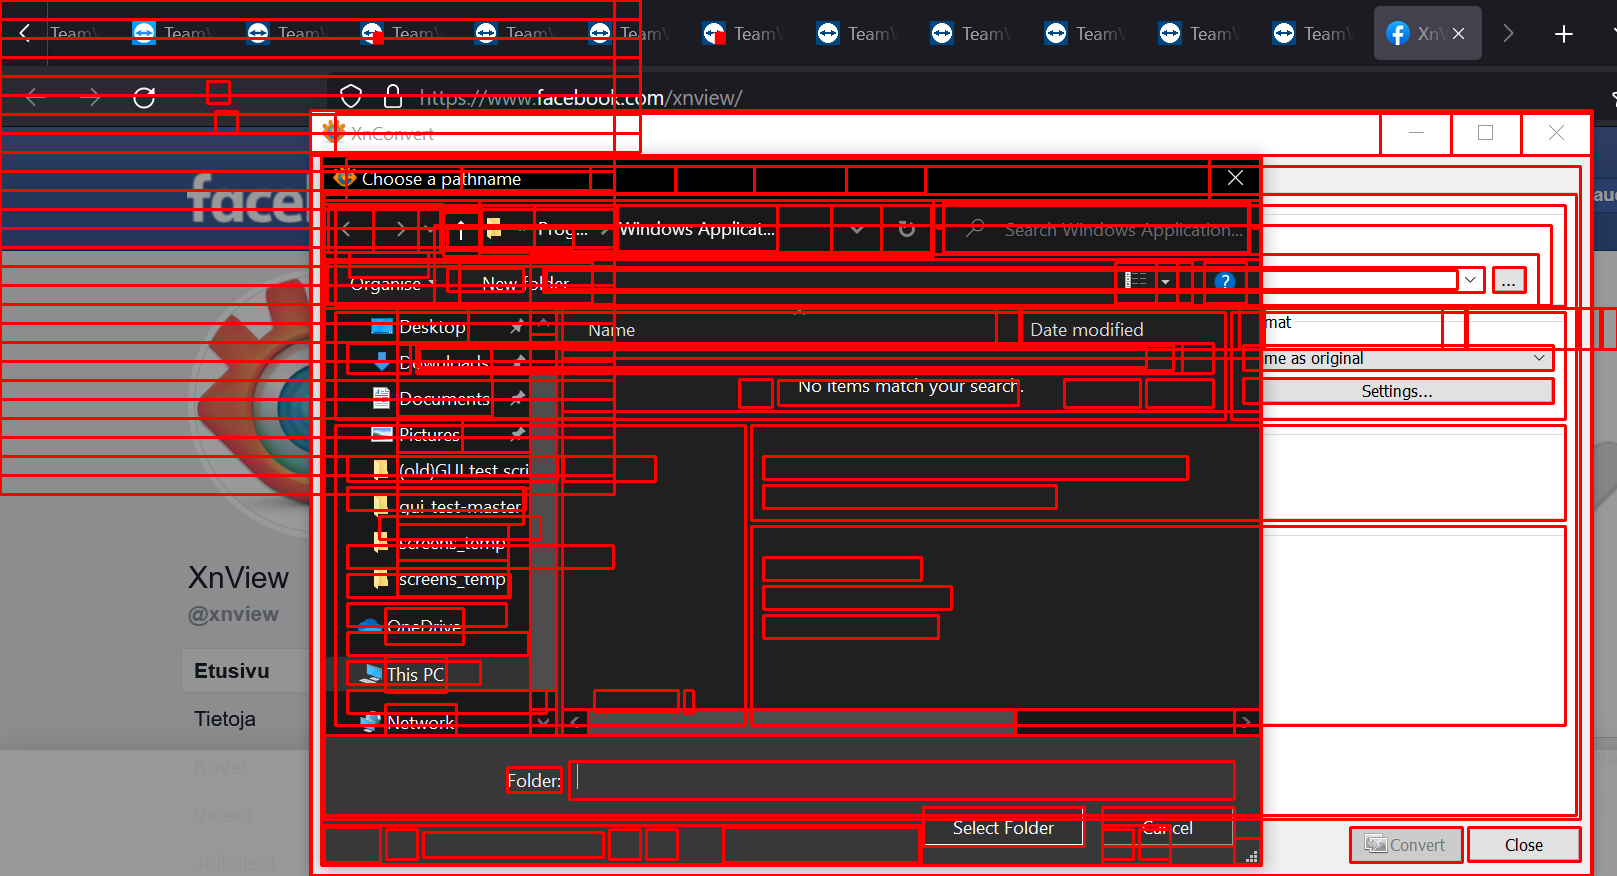 Team Team Team Team Team Team Team Team Team Team Team Team XnV
https://www.facebook.com/xnview/
XnConvert
Choose a pathname
Prog... Windows Applicat... Search Windows Application...
Organise New folder ...
Desktop Name Date modified mat
Downloads me as original
No items match your search.
Documents Settings...
Pictures
(old)GUI test scri
gui_test-master
screens_temp
XnView screens_temp
@xnview OneDrive
Etusivu This PC
Tietoja Network
Kuvat
Folder:
Videot
Select Folder Cancel
Convert Close
Julkaisut